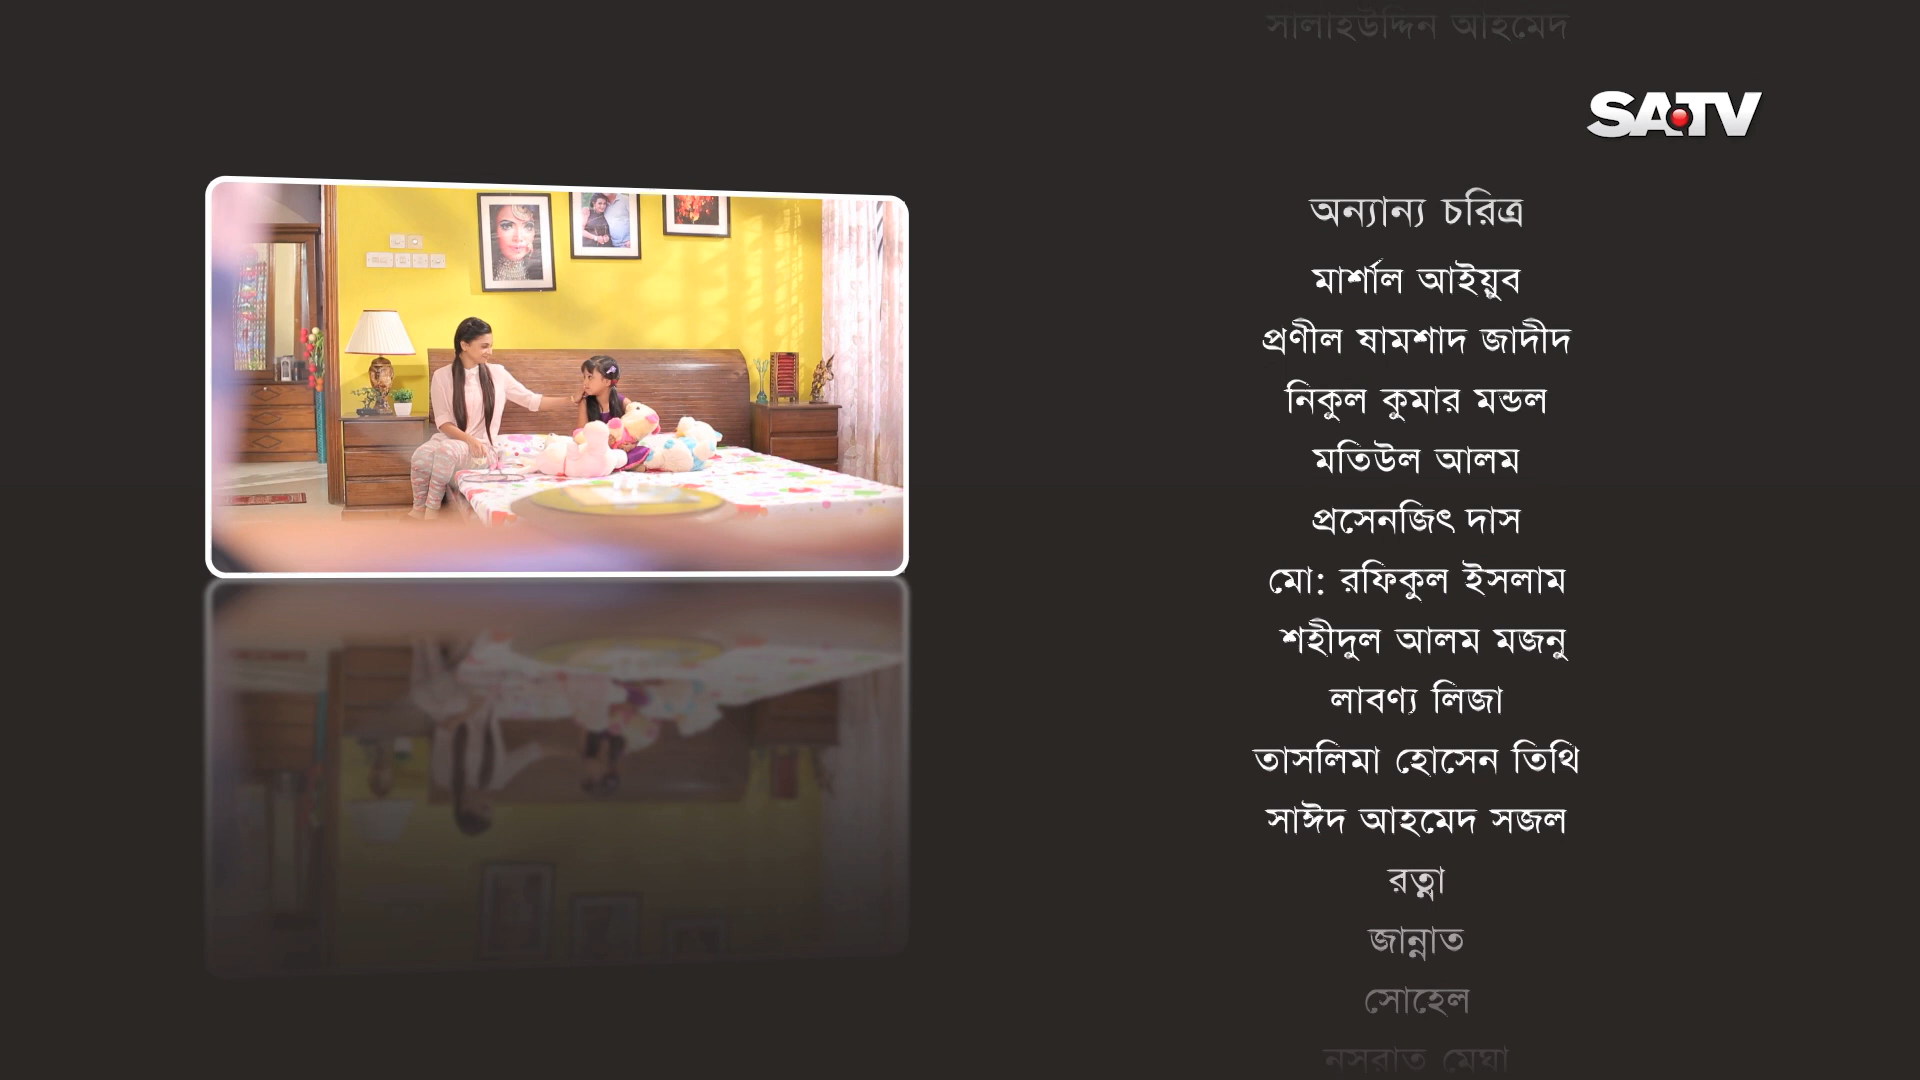 সালাহউদ্দিন আহমেদ
SATV
অন্যান্য চরিত্র
মার্শাল আইয়ুব
প্রণীল ষামশাদ জাদীদ
নিকুল কুমার মন্ডল
মতিউল আলম
প্রসেনজিৎ দাস
মো: রফিকুল ইসলাম
শহীদুল আলম মজনু
লাবণ্য লিজা
তাসলিমা হোসেন তিথি
সাঈদ আহমেদ সজল
রত্না
জান্নাত
সোহেল
নসরাত মেঘা